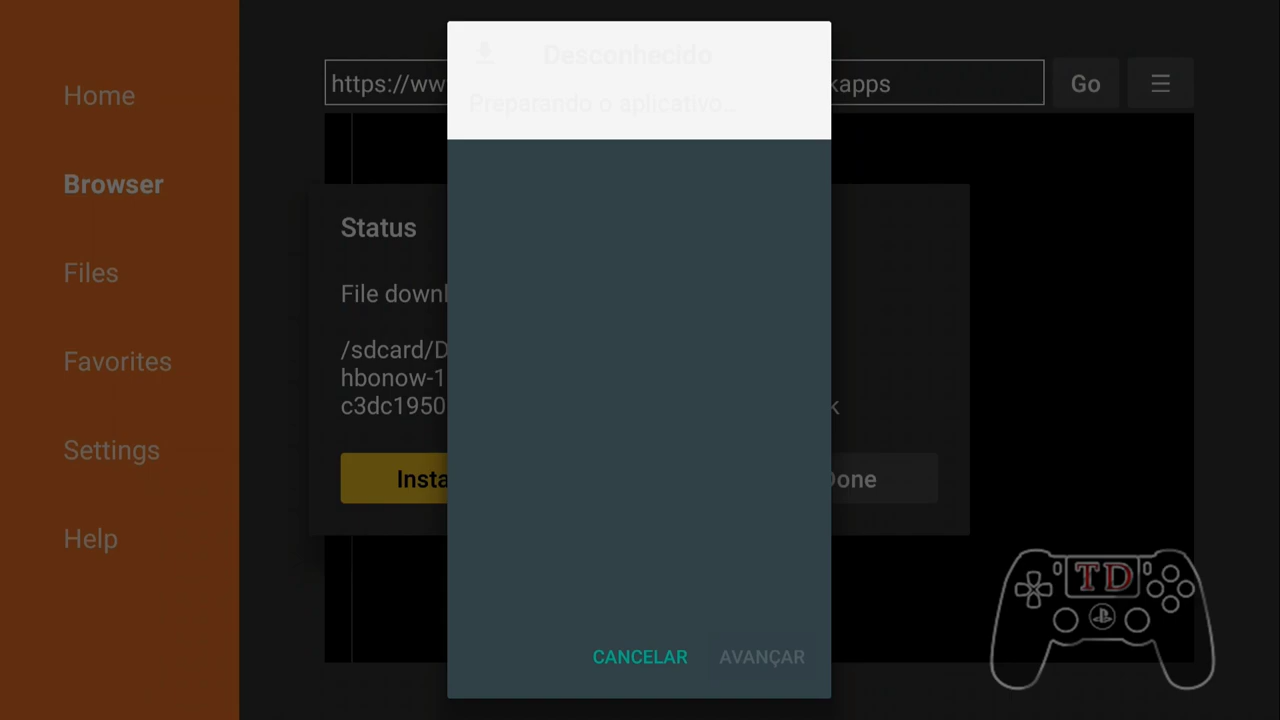 Home
Browser
Files
Favorites
Settings
Help
https://ww
kapps
Go
Status
File downl
/sdcard/D
hbonow-1
c3dc1950
k
Insta
Done
Desconhecido
Preparando o aplicativo...
CANCELAR
AVANÇAR
TD